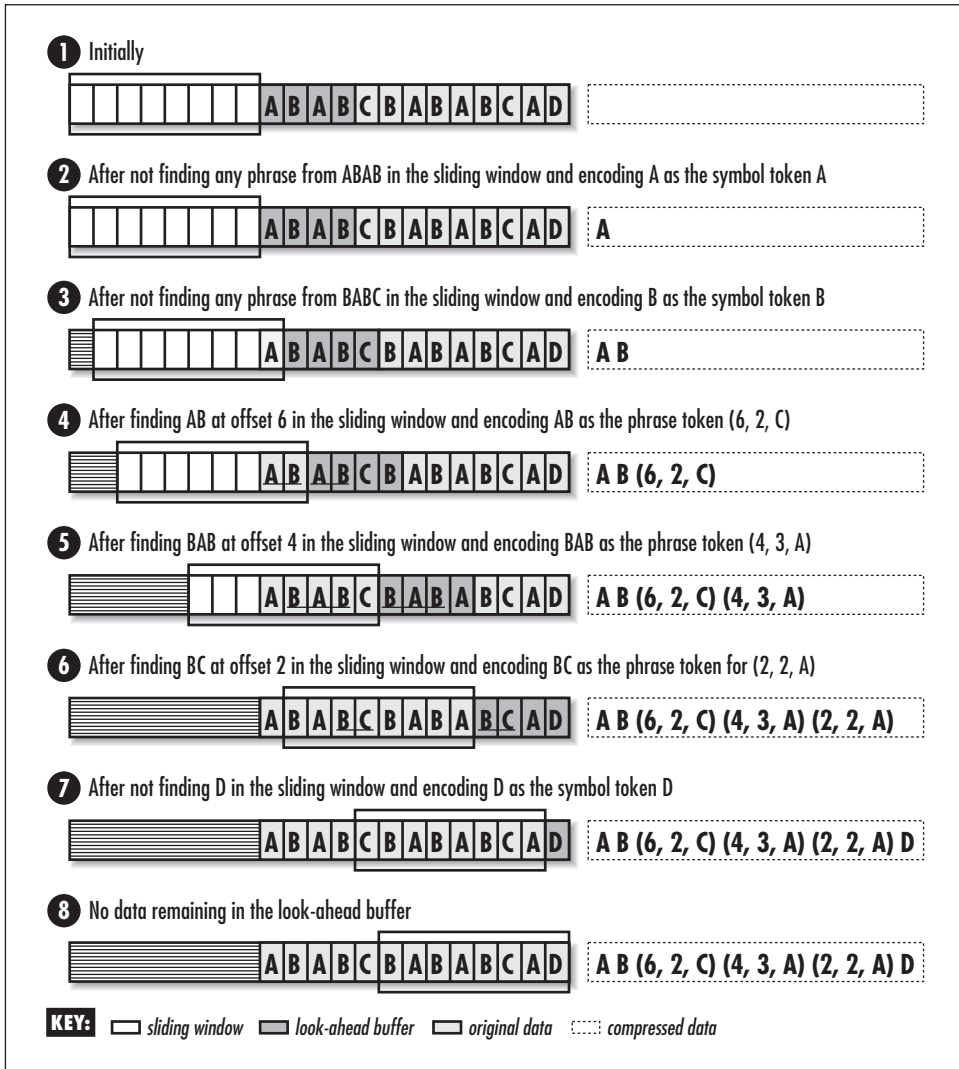 1 Initially
A B A B C B A B A B C A D
2 After not finding any phrase from ABAB in the sliding window and encoding A as the symbol token A
A B A B C B A B A B C A D A
3 After not finding any phrase from BABC in the sliding window and encoding B as the symbol token B
A B A B C B A B A B C A D A B
4 After finding AB at offset 6 in the sliding window and encoding AB as the phrase token (6, 2, C)
A B A B C B A B A B C A D A B (6, 2, C)
5 After finding BAB at offset 4 in the sliding window and encoding BAB as the phrase token (4, 3, A)
A B A B C B A B A B C A D A B (6, 2, C) (4, 3, A)
6 After finding BC at offset 2 in the sliding window and encoding BC as the phrase token for (2, 2, A)
A B A B C B A B A B C A D A B (6, 2, C) (4, 3, A) (2, 2, A)
7 After not finding D in the sliding window and encoding D as the symbol token D
A B A B C B A B A B C A D A B (6, 2, C) (4, 3, A) (2, 2, A) D
8 No data remaining in the look-ahead buffer
A B A B C B A B A B C A D A B (6, 2, C) (4, 3, A) (2, 2, A) D
KEY: sliding window look-ahead buffer original data compressed data